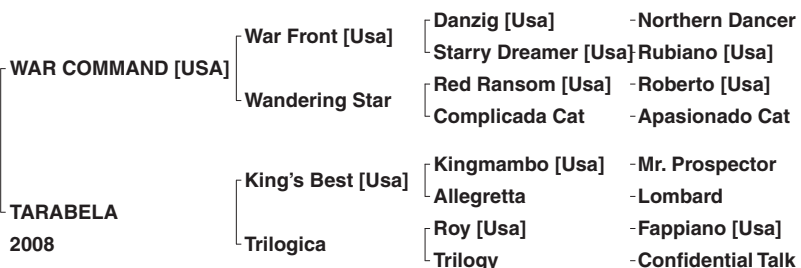 Danzig [Usa] - Northern Dancer
War Front [Usa]
Starry Dreamer [Usa] - Rubiano [Usa]
WAR COMMAND [USA]
Red Ransom [Usa] - Roberto [Usa]
Wandering Star
Complicada Cat - Apasionado Cat
Kingmambo [Usa] - Mr. Prospector
King's Best [Usa]
Allegretta - Lombard
TARABELA
Roy [Usa] - Fappiano [Usa]
2008
Trilogica
Trilogy - Confidential Talk